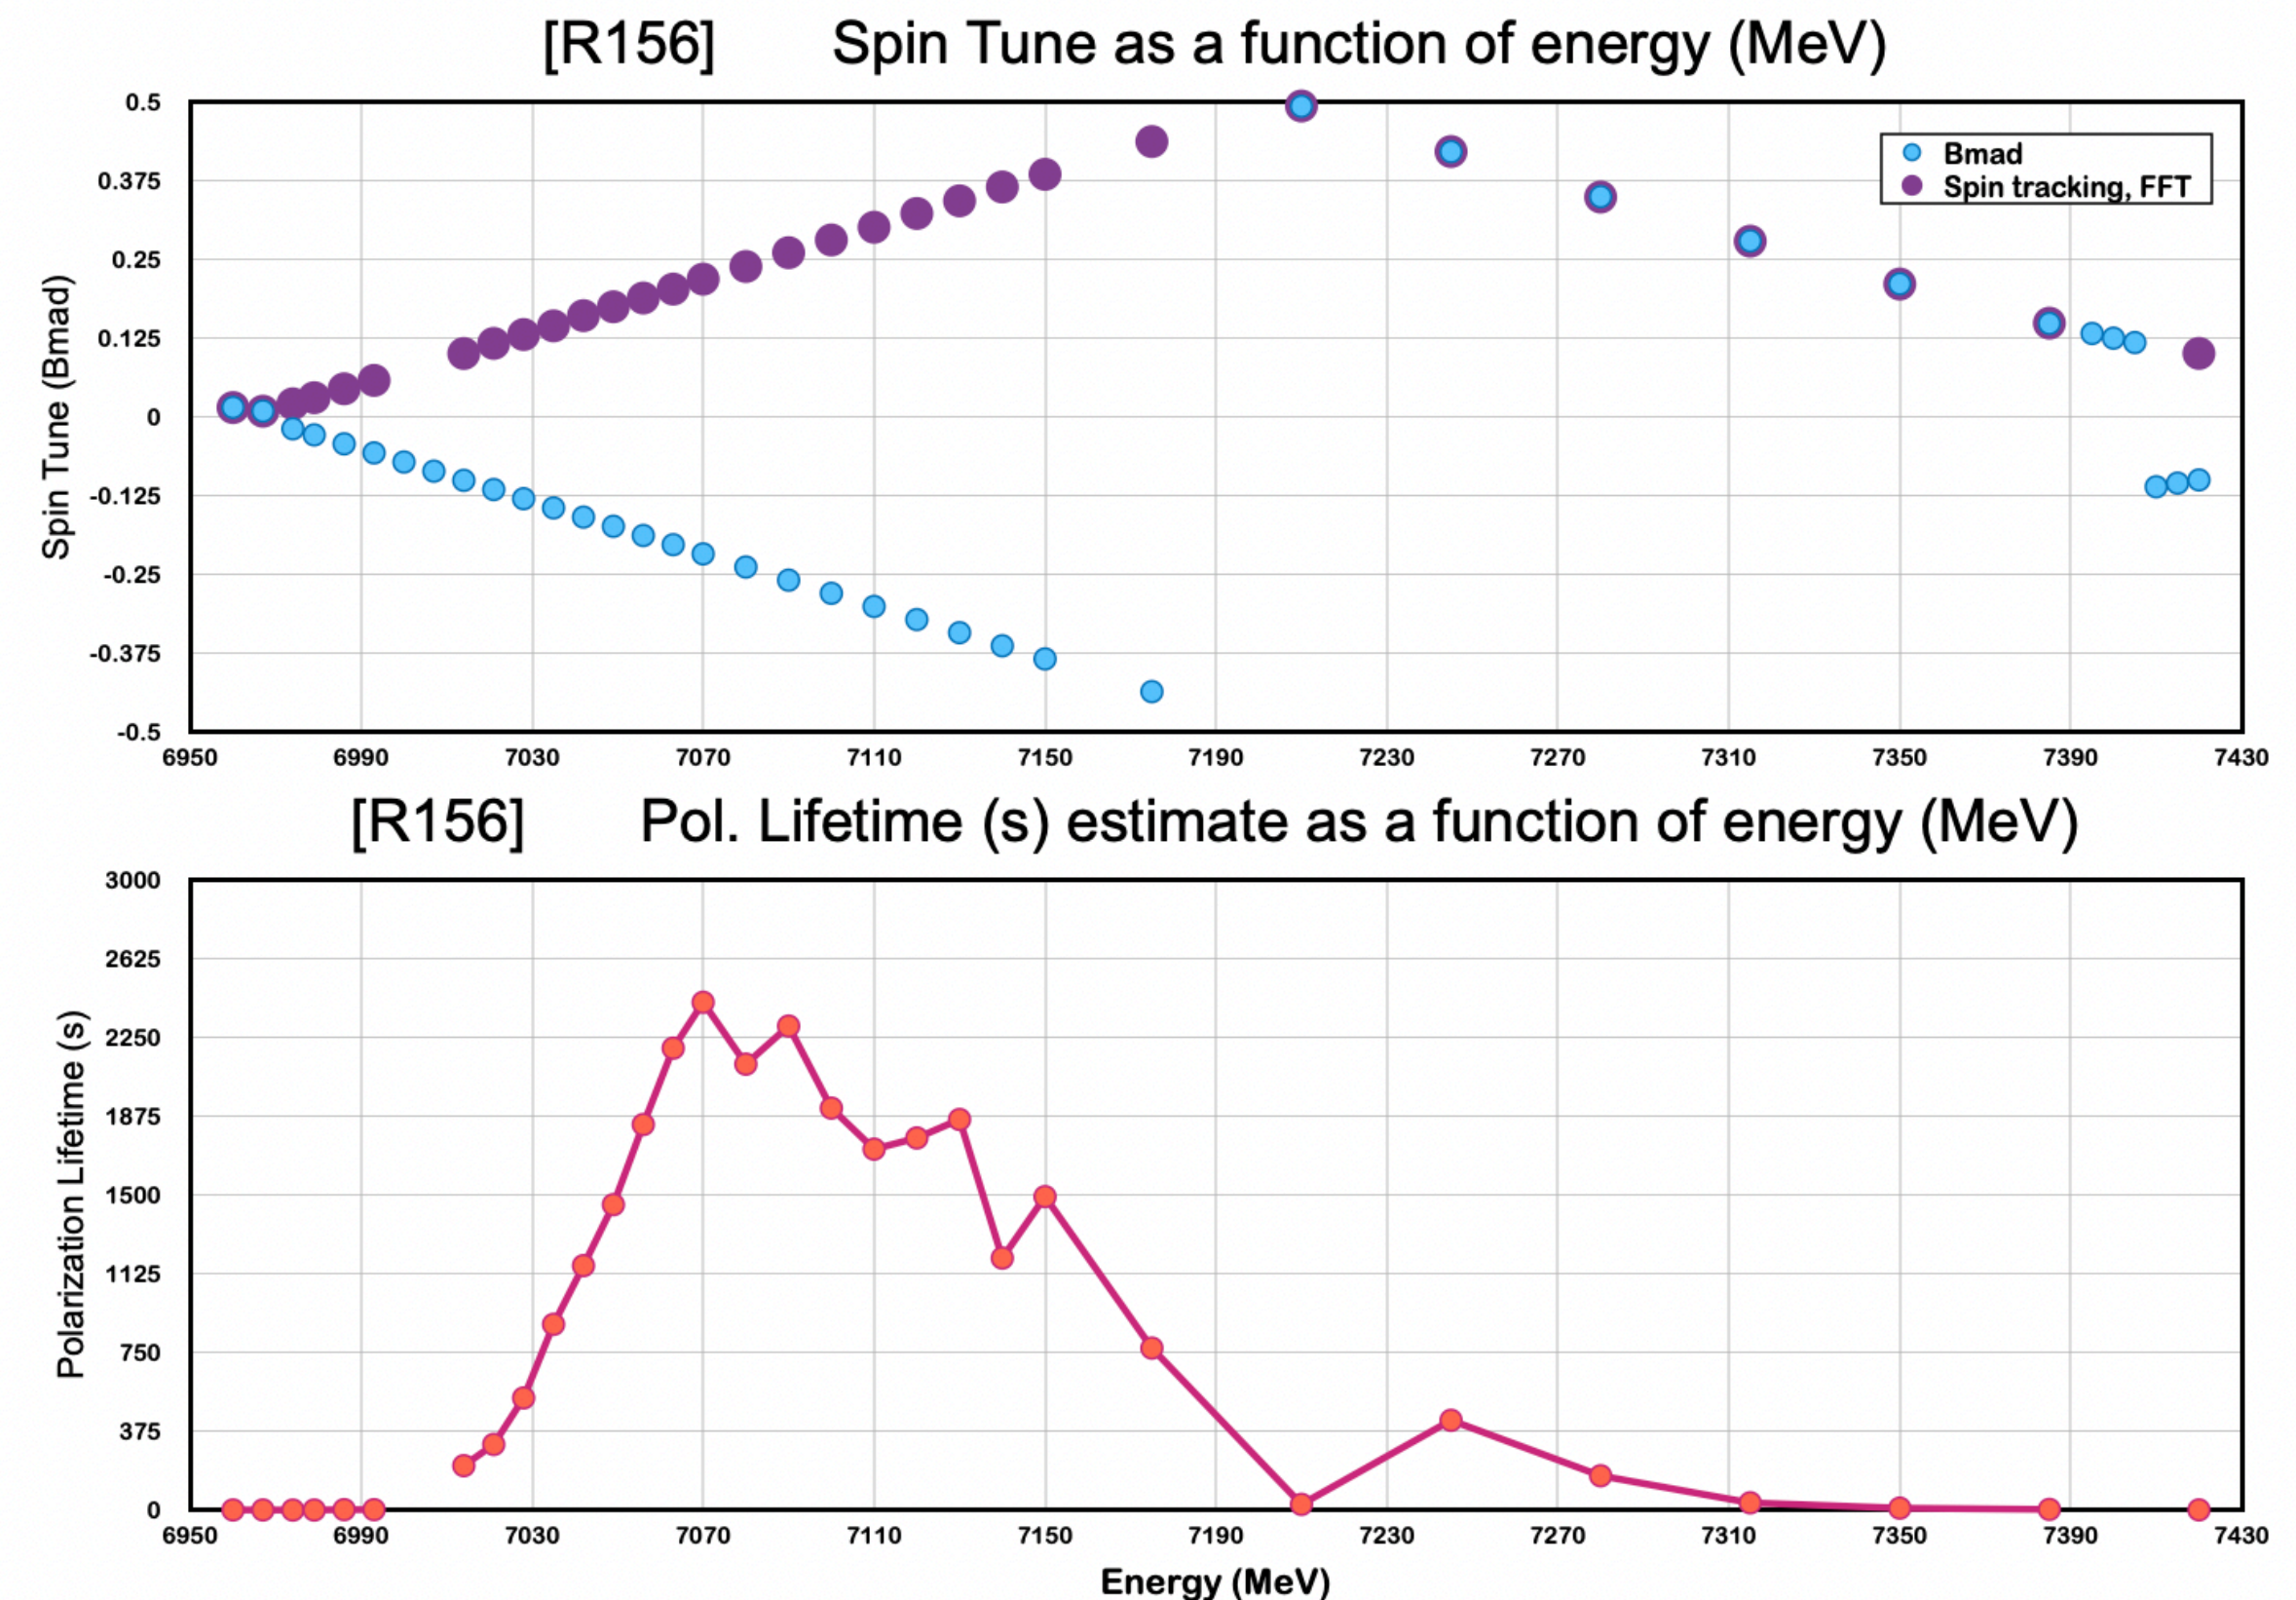 [R156] Spin Tune as a function of energy (MeV)
0.5
0.375
0.25
0.125
0
-0.125
-0.25
-0.375
-0.5
Spin Tune (Bmad)
Bmad
Spin tracking, FFT
6950 6990 7030 7070 7110 7150 7190 7230 7270 7310 7350 7390 7430
[R156] Pol. Lifetime (s) estimate as a function of energy (MeV)
3000
2625
2250
1875
1500
1125
750
375
0
Polarization Lifetime (s)
6950 6990 7030 7070 7110 7150 7190 7230 7270 7310 7350 7390 7430
Energy (MeV)